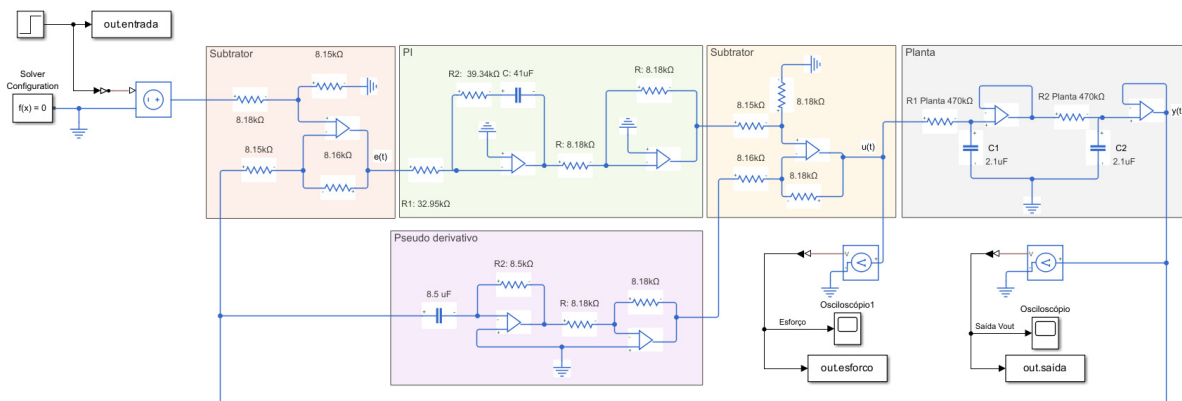 out.entrada
Solver
Configuration
f(x) = 0
Subtrator
8.15kΩ
8.18kΩ
8.15kΩ
8.16kΩ
e(t)
PI
R2: 39.34kΩ
C: 41uF
R: 8.18kΩ
R: 8.18kΩ
R1: 32.95kΩ
Subtrator
8.18kΩ
8.15kΩ
8.16kΩ
8.18kΩ
u(t)
Planta
R1 Planta 470kΩ
R2 Planta 470kΩ
y(t
C1
2.1uF
C2
2.1uF
Pseudo derivativo
8.5 uF
R2: 8.5kΩ
R: 8.18kΩ
8.18kΩ
V
V
Osciloscópio1
Esforço
out.esforco
V
V
Osciloscópio
Saída Vout
out.saida